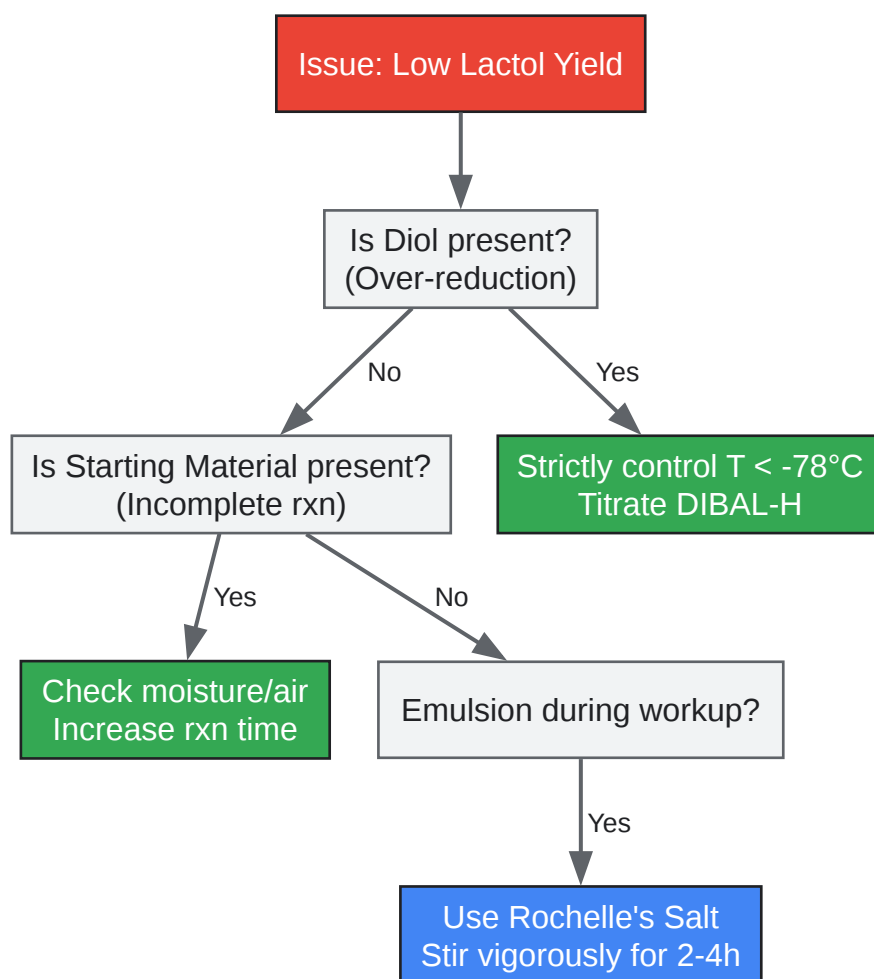 Issue: Low Lactol Yield
Is Diol present?
(Over-reduction)
No
Yes
Is Starting Material present?
(Incomplete rxn)
Strictly control T < -78°C
Titrate DIBAL-H
Yes
No
Check moisture/air
Increase rxn time
Emulsion during workup?
Yes
Use Rochelle's Salt
Stir vigorously for 2-4h